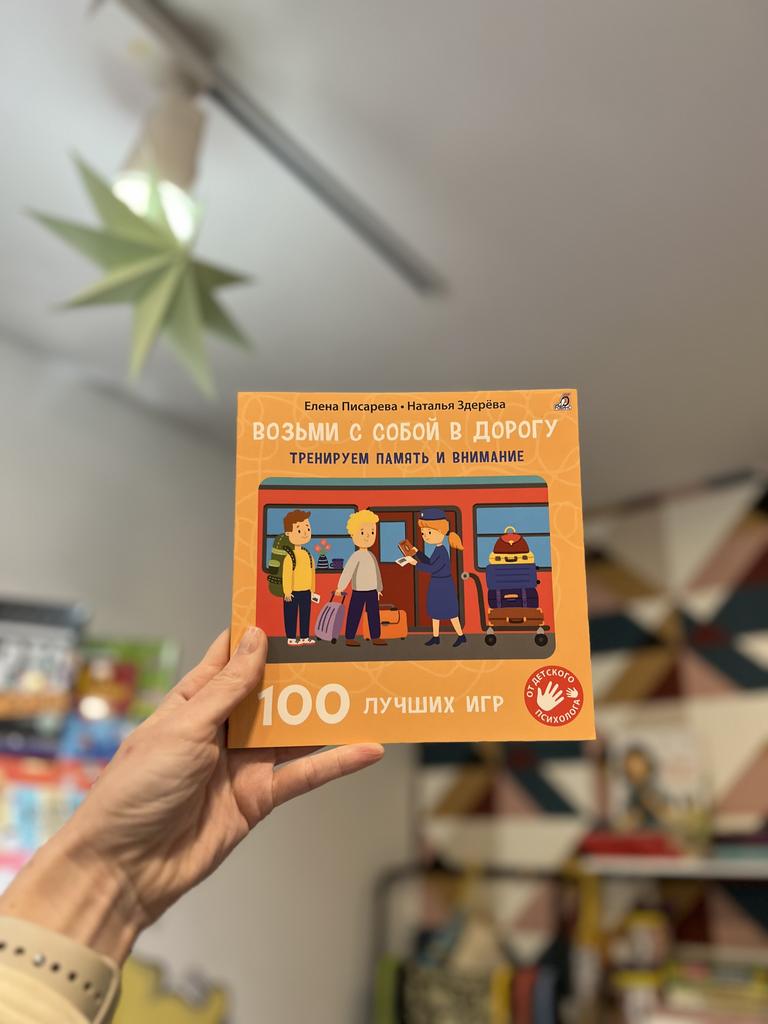 Елена Писарева • Наталья Здерёва
ВОЗЬМИ С СОБОЙ В ДОРОГУ
ТРЕНИРУЕМ ПАМЯТЬ И ВНИМАНИЕ
100 ЛУЧШИХ ИГР
ОТ ДЕТСКОГО
ПСИХОЛОГА